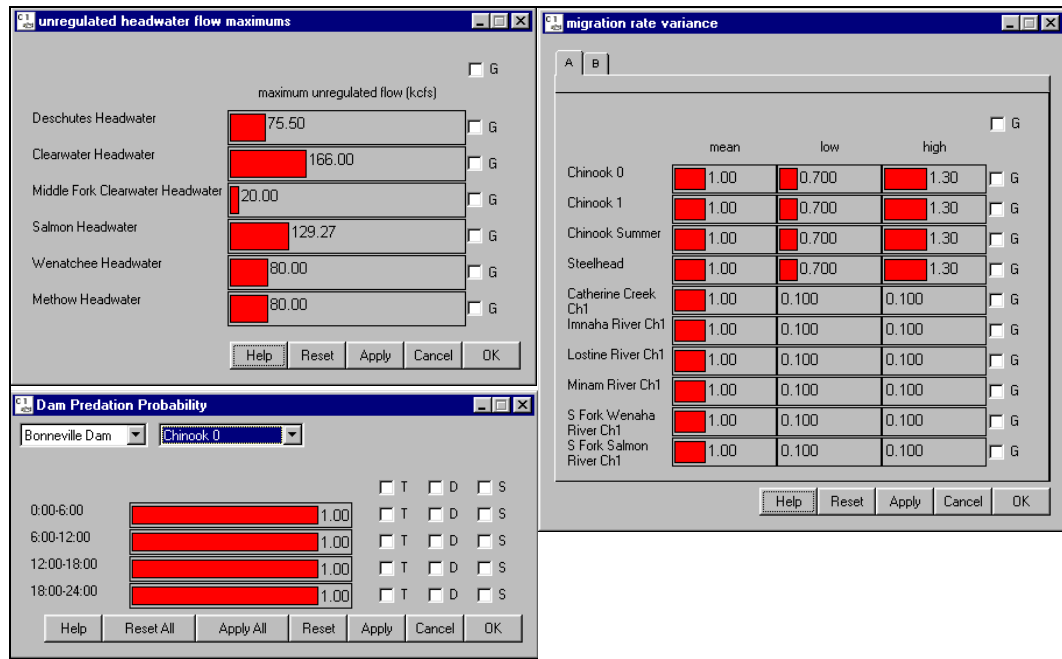 unregulated headwater flow maximums
G
maximum unregulated flow (kcfs)
Deschutes Headwater 75.50 G
Clearwater Headwater 166.00 G
Middle Fork Clearwater Headwater 20.00 G
Salmon Headwater 129.27 G
Wenatchee Headwater 80.00 G
Methow Headwater 80.00 G
Help Reset Apply Cancel OK
Dam Predation Probability
Bonneville Dam Chinook 0
T D S
0:00-6:00 1.00 T D S
6:00-12:00 1.00 T D S
12:00-18:00 1.00 T D S
18:00-24:00 1.00 T D S
Help Reset All Apply All Reset Apply Cancel OK
migration rate variance
A B
G
mean low high
Chinook 0 1.00 0.700 1.30 G
Chinook 1 1.00 0.700 1.30 G
Chinook Summer 1.00 0.700 1.30 G
Steelhead 1.00 0.700 1.30 G
Catherine Creek
Ch1 1.00 0.100 0.100 G
Imnaha River Ch1 1.00 0.100 0.100 G
Lostine River Ch1 1.00 0.100 0.100 G
Minam River Ch1 1.00 0.100 0.100 G
S Fork Wenaha
River Ch1 1.00 0.100 0.100 G
S Fork Salmon
River Ch1 1.00 0.100 0.100 G
Help Reset Apply Cancel OK